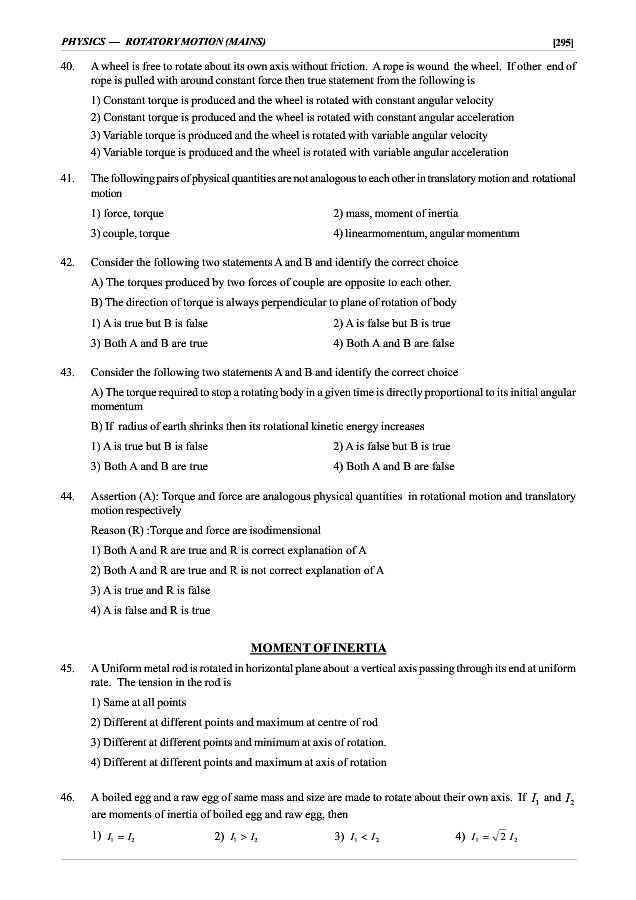 PHYSICS — ROTATORY MOTION (MAINS) [295]
40. A wheel is free to rotate about its own axis without friction. A rope is wound the wheel. If other end of
rope is pulled with around constant force then true statement from the following is
1) Constant torque is produced and the wheel is rotated with constant angular velocity
2) Constant torque is produced and the wheel is rotated with constant angular acceleration
3) Variable torque is produced and the wheel is rotated with variable angular velocity
4) Variable torque is produced and the wheel is rotated with variable angular acceleration
41. The following pairs of physical quantities are not analogous to each other in translatory motion and rotational
motion
1) force, torque 2) mass, moment of inertia
3) couple, torque 4) linearmomentum, angular momentum
42. Consider the following two statements A and B and identify the correct choice
A) The torques produced by two forces of couple are opposite to each other.
B) The direction of torque is always perpendicular to plane of rotation of body
1) A is true but B is false 2) A is false but B is true
3) Both A and B are true 4) Both A and B are false
43. Consider the following two statements A and B and identify the correct choice
A) The torque required to stop a rotating body in a given time is directly proportional to its initial angular
momentum
B) If radius of earth shrinks then its rotational kinetic energy increases
1) A is true but B is false 2) A is false but B is true
3) Both A and B are true 4) Both A and B are false
44. Assertion (A): Torque and force are analogous physical quantities in rotational motion and translatory
motion respectively
Reason (R) :Torque and force are isodimensional
1) Both A and R are true and R is correct explanation of A
2) Both A and R are true and R is not correct explanation of A
3) A is true and R is false
4) A is false and R is true
MOMENT OF INERTIA
45. A Uniform metal rod is rotated in horizontal plane about a vertical axis passing through its end at uniform
rate. The tension in the rod is
1) Same at all points
2) Different at different points and maximum at centre of rod
3) Different at different points and minimum at axis of rotation.
4) Different at different points and maximum at axis of rotation
46. A boiled egg and a raw egg of same mass and size are made to rotate about their own axis. If I₁ and I₂
are moments of inertia of boiled egg and raw egg, then
1) I₁ = I₂ 2) I₁ > I₂ 3) I₁ < I₂ 4) I₁ = √2 I₂